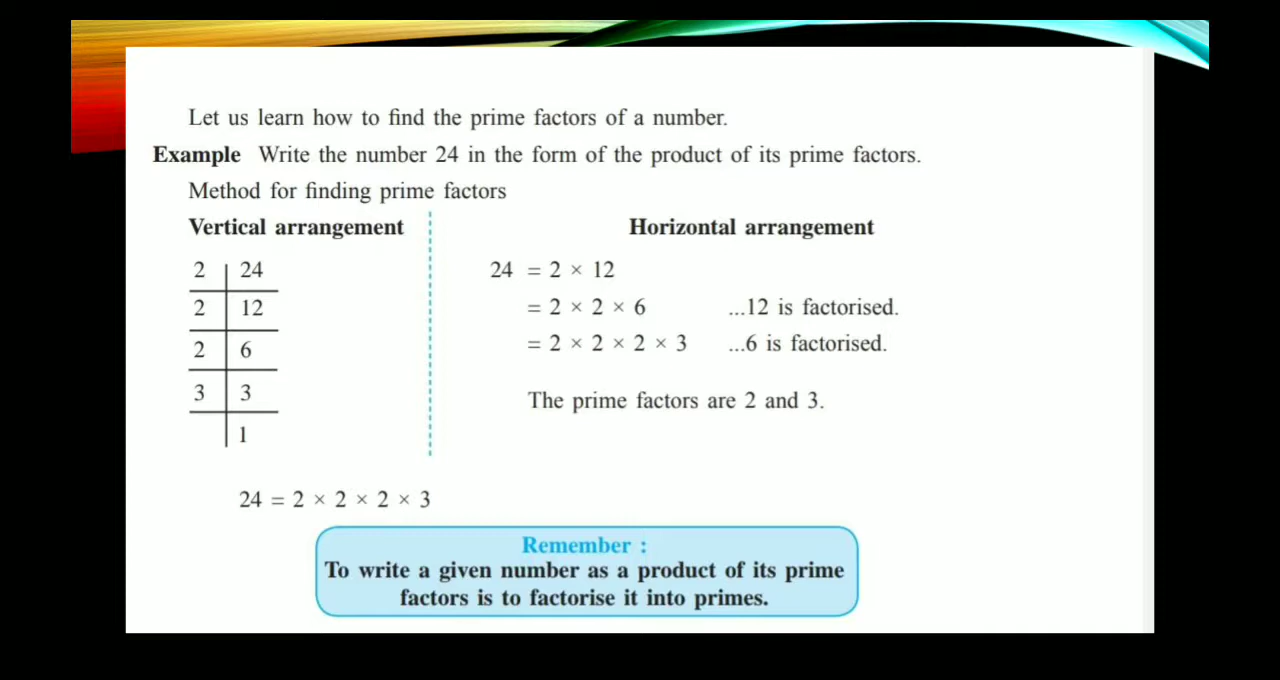 Let us learn how to find the prime factors of a number.
Example Write the number 24 in the form of the product of its prime factors.
Method for finding prime factors
Vertical arrangement
2 24
2 12
2 6
3 3
1
24 = 2 × 2 × 2 × 3
Horizontal arrangement
24 = 2 × 12
= 2 × 2 × 6 ...12 is factorised.
= 2 × 2 × 2 × 3 ...6 is factorised.
The prime factors are 2 and 3.
Remember :
To write a given number as a product of its prime
factors is to factorise it into primes.